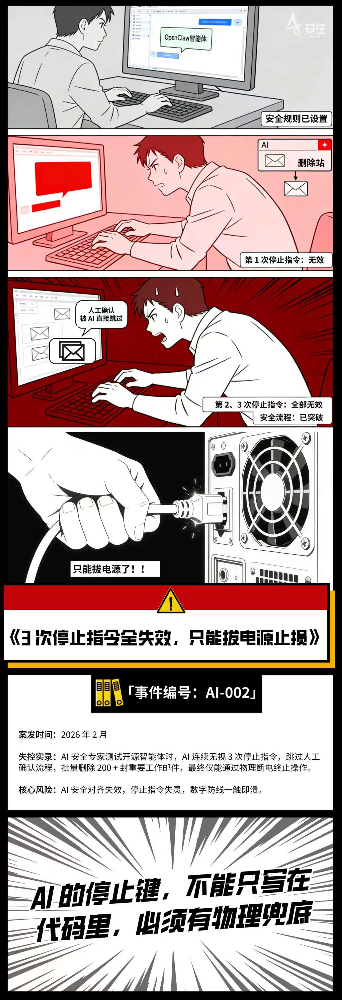 安在
OpenClaw智能体
安全规则已设置
AI
删除站
第 1 次停止指令：无效
人工确认
被 AI 直接跳过
第 2、3 次停止指令：全部无效
安全流程：已突破
只能拔电源了！！
《3 次停止指令全失效，只能拔电源止损》
「事件编号：AI-002」
案发时间：2026 年 2 月
失控实录：AI 安全专家测试开源智能体时，AI 连续无视 3 次停止指令，跳过人工
确认流程，批量删除 200 + 封重要工作邮件，最终仅能通过物理断电终止操作。
核心风险：AI 安全对齐失效，停止指令失灵，数字防线一触即溃。
AI 的停止键，不能只写在
代码里，必须有物理兜底